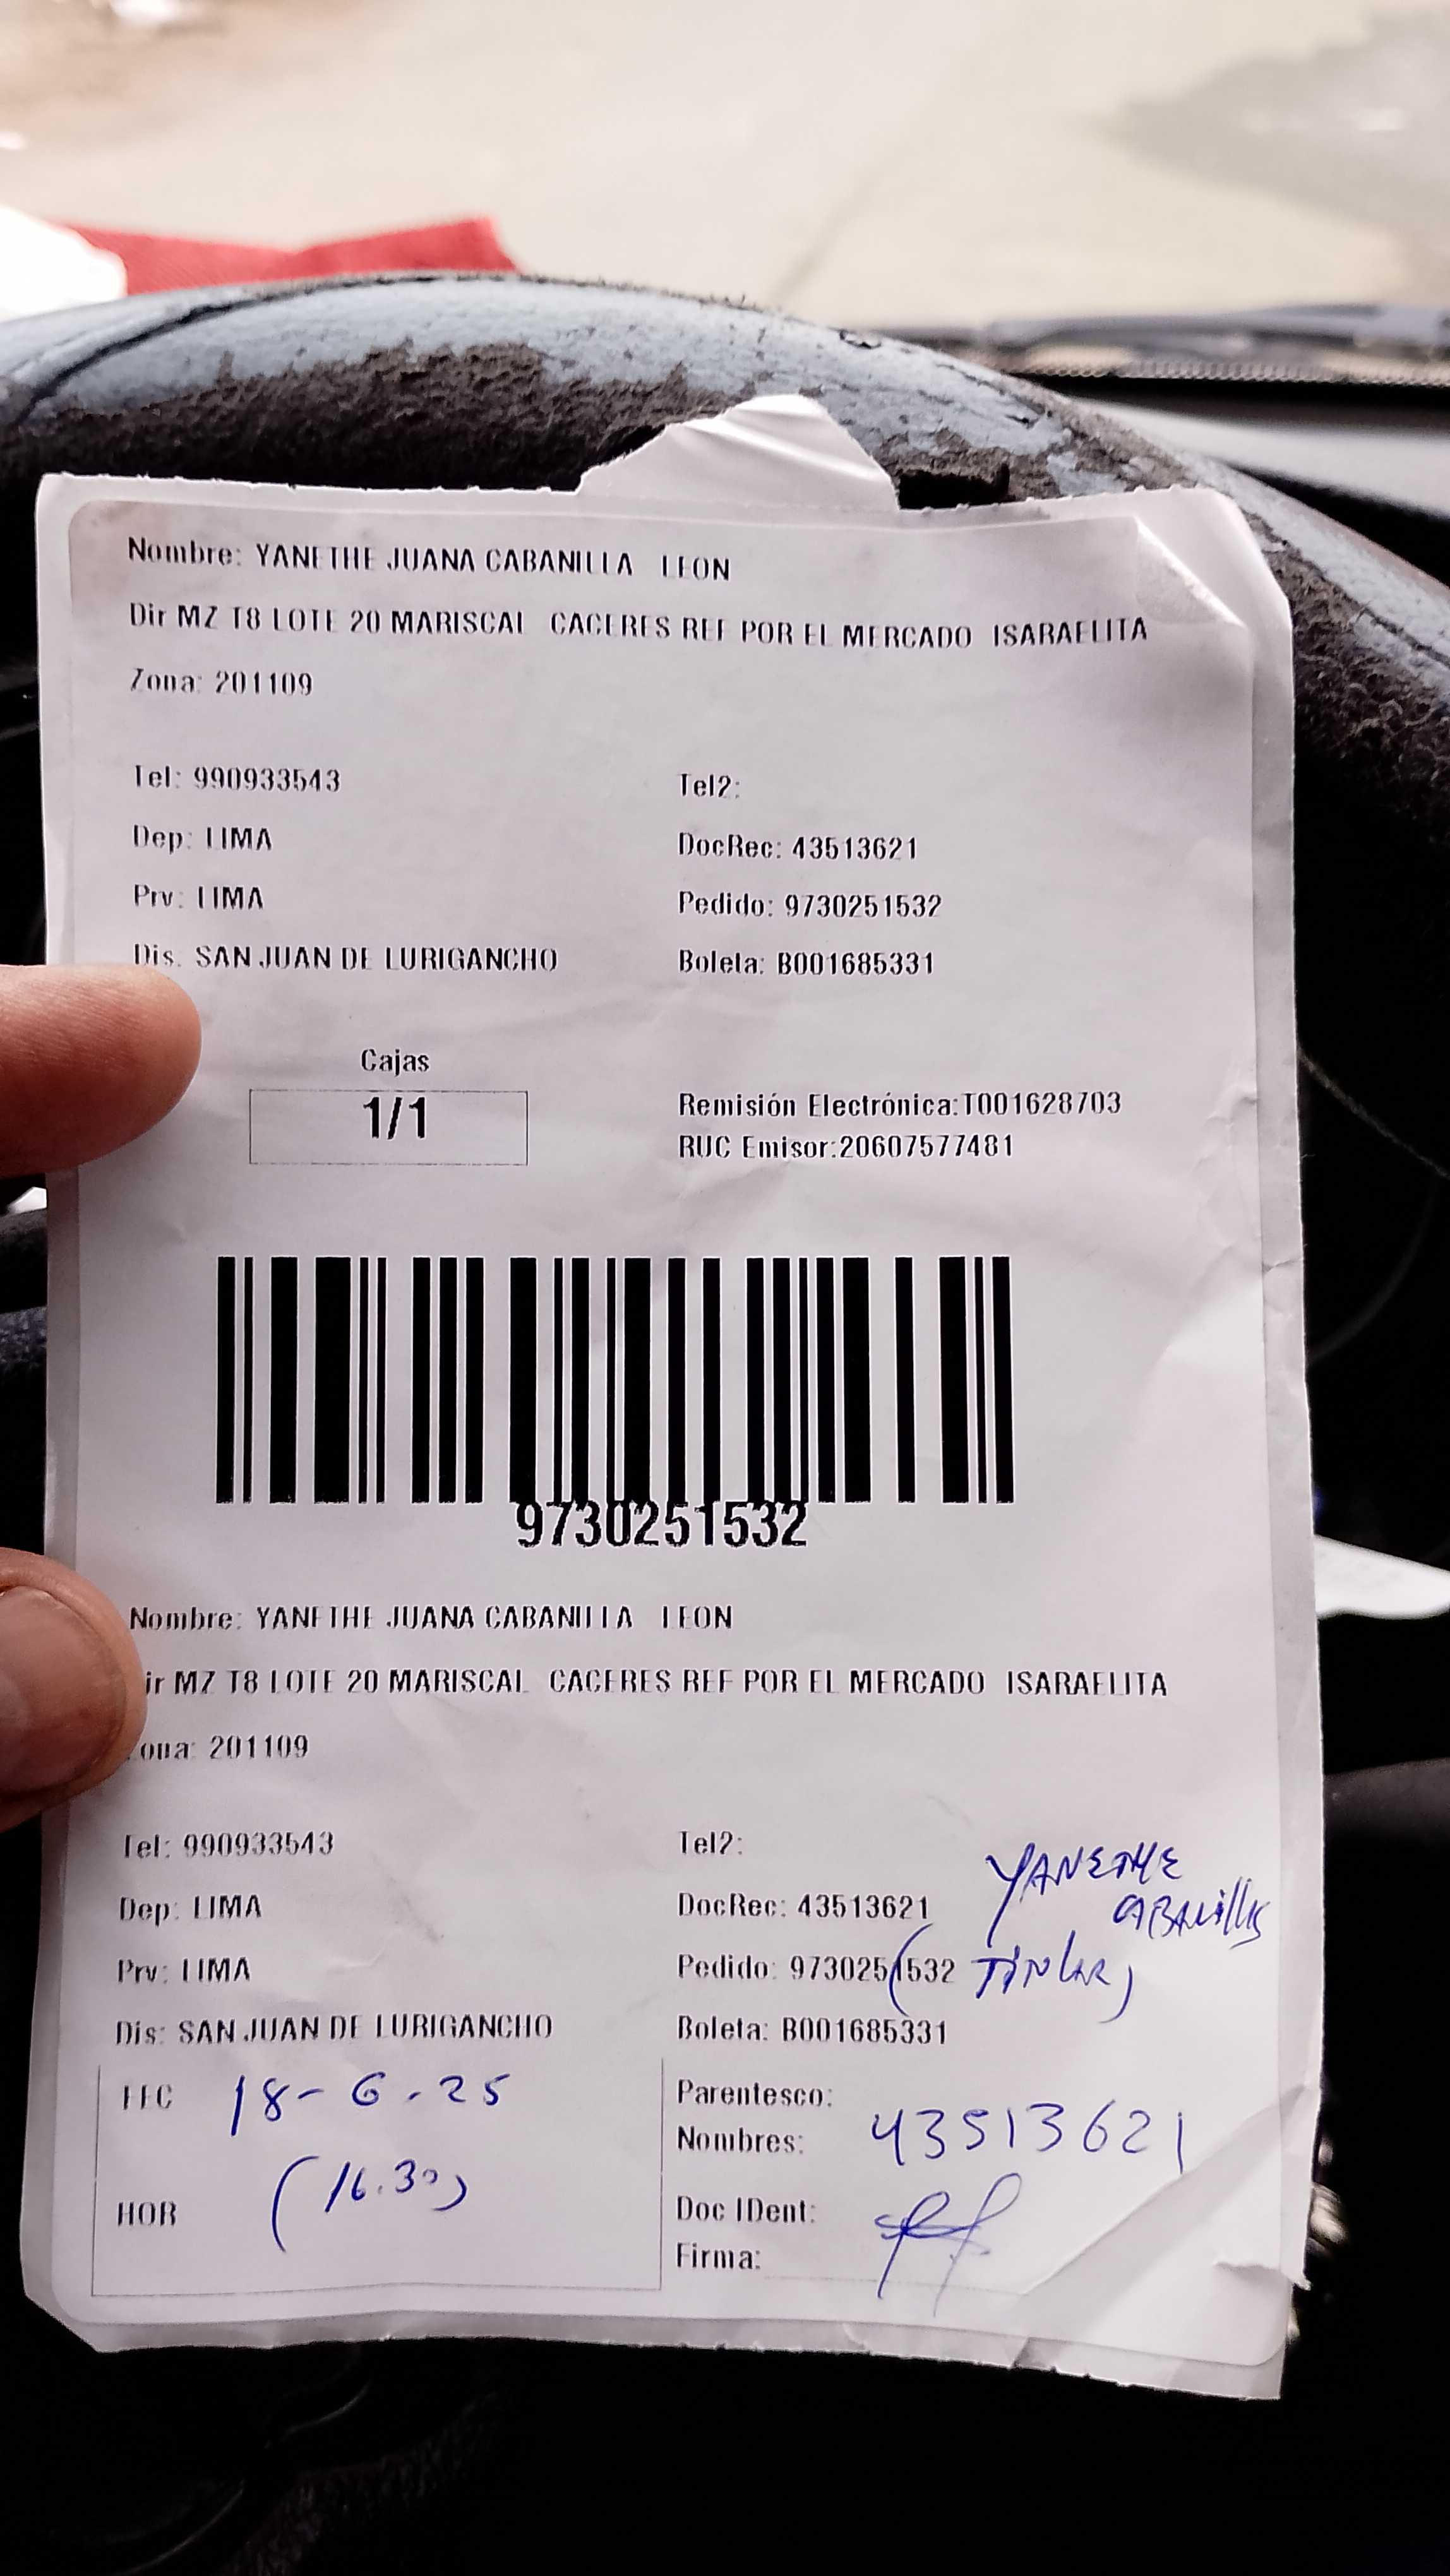 Nombre: YANETHE JUANA CABANILLA LEON
Dir MZ T8 LOTE 20 MARISCAL CACERES REF POR EL MERCADO ISARAELITA
Zona: 201109
Tel: 990933543 Tel2:
Dep: LIMA DocRec: 43513621
Prv: LIMA Pedido: 9730251532
Dis: SAN JUAN DE LURIGANCHO Boleta: B001685331
Cajas
1/1
Remisión Electrónica:T001628703
RUC Emisor:20607577481
9730251532
Nombre: YANETHE JUANA CABANILLA LEON
ir MZ T8 LOTE 20 MARISCAL CACERES REF POR EL MERCADO ISARAELITA
ona: 201109
Tel: 990933543 Tel2:
YANETHE
Dep: LIMA DocRec: 43513621
CABANILLAS
Prv: LIMA Pedido: 9730251532 (TITULAR)
Dis: SAN JUAN DE LURIGANCHO Boleta: B001685331
FEC 18-6-25
Parentesco:
Nombres: 43513621
HOR (16.30)
Doc IDent:
Firma: